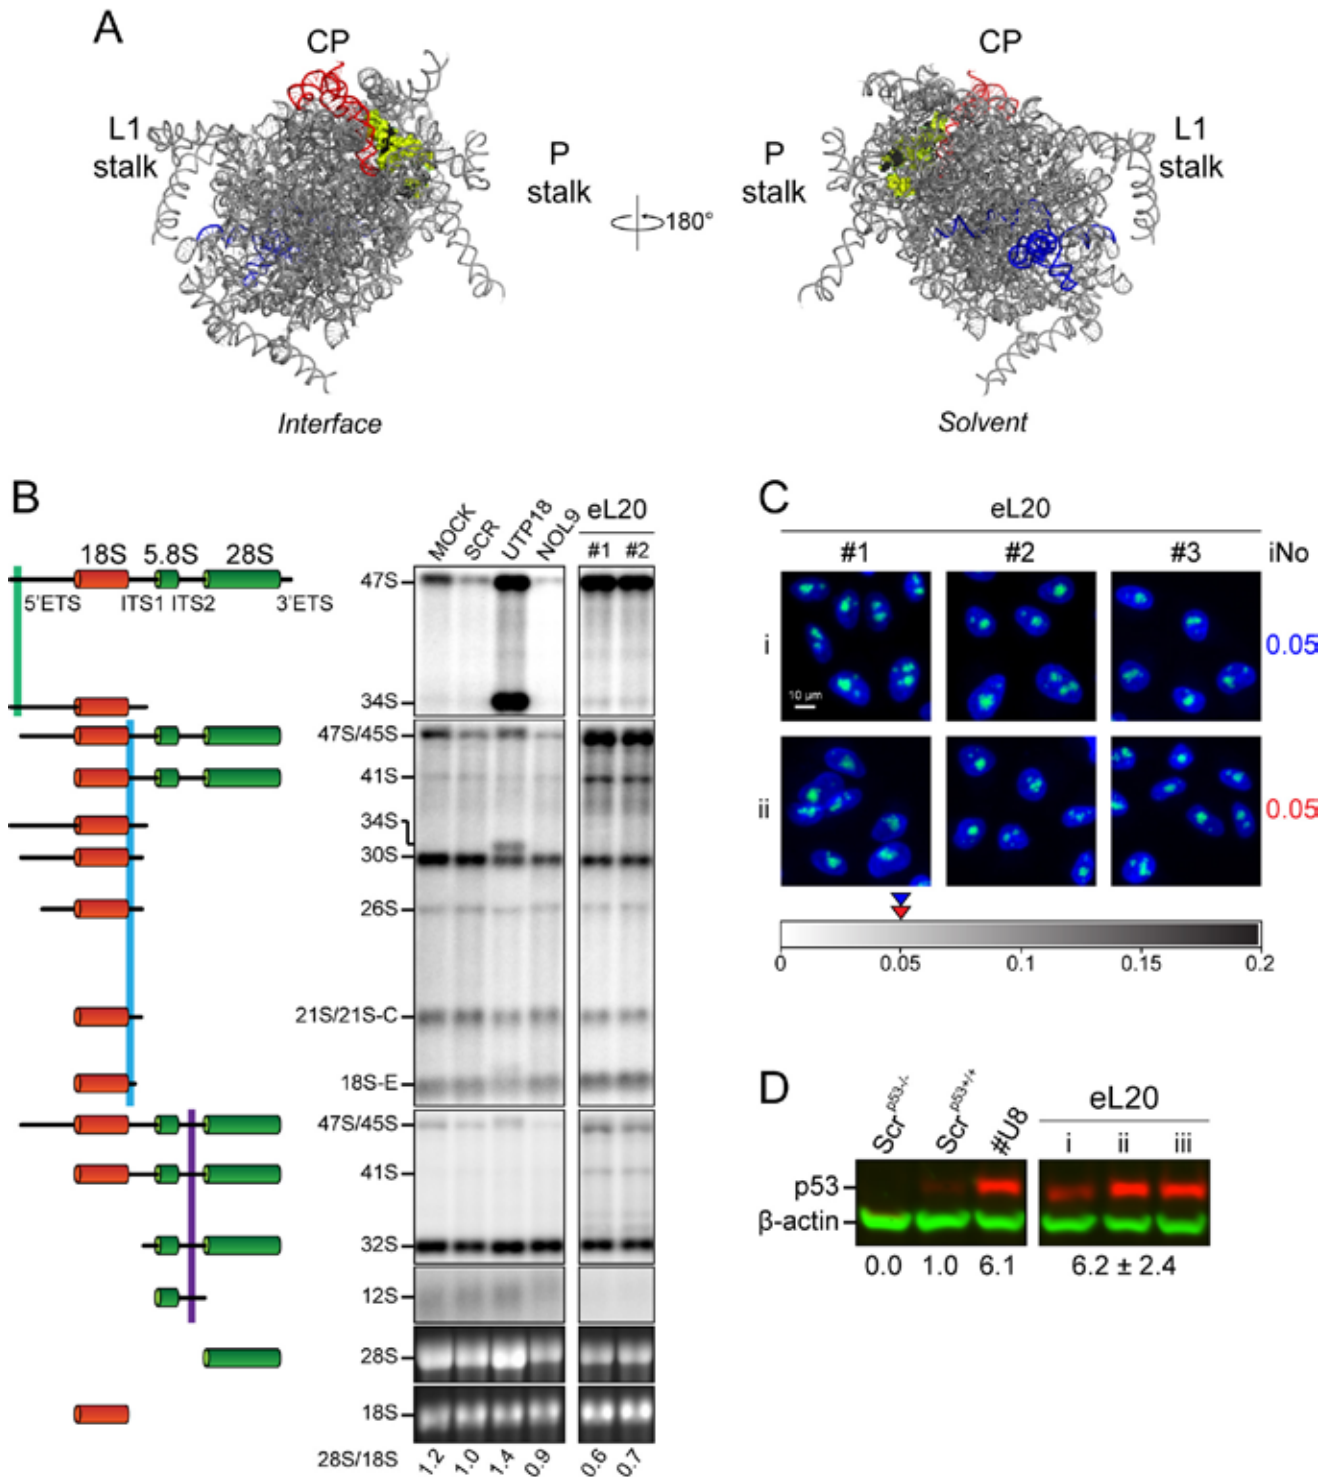 A
CP
CP
L1 stalk
P stalk
180°
P stalk
L1 stalk
Interface
Solvent
B
18S 5.8S 28S
5'ETS ITS1 ITS2 3'ETS
MOCK SCR UTP18 NOL9
eL20
#1 #2
47S
34S
47S/45S
41S
34S
30S
26S
21S/21S-C
18S-E
47S/45S
41S
32S
12S
28S
18S
28S/18S 1.2 1.0 1.4 0.9 0.6 0.7
C
eL20
#1 #2 #3 iNo
i 0.05
10 µm
ii 0.05
0 0.05 0.1 0.15 0.2
D
Scr p53-/- Scr p53+/+ #U8
eL20
i ii iii
p53
β-actin
0.0 1.0 6.1 6.2 ± 2.4